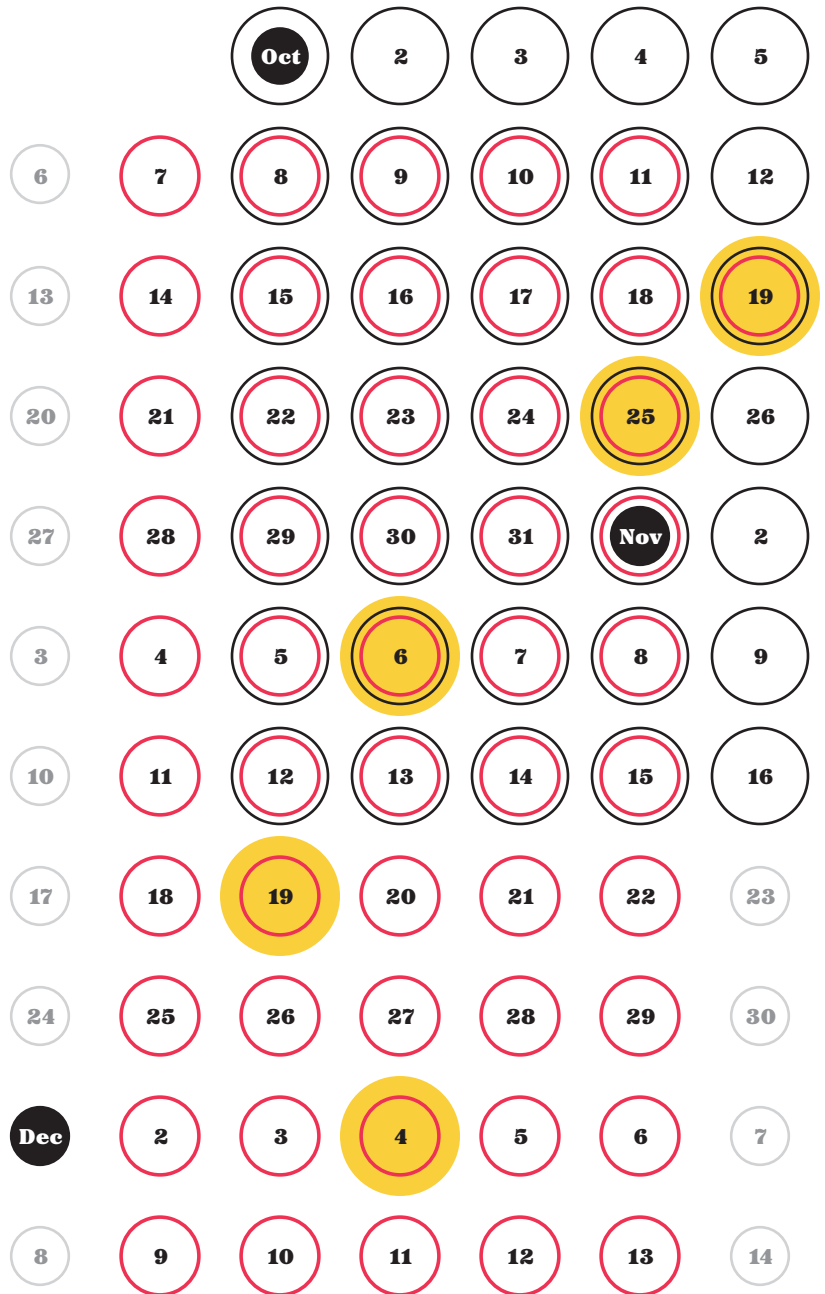 Oct 2 3 4 5
6 7 8 9 10 11 12
13 14 15 16 17 18 19
20 21 22 23 24 25 26
27 28 29 30 31 Nov 2
3 4 5 6 7 8 9
10 11 12 13 14 15 16
17 18 19 20 21 22 23
24 25 26 27 28 29 30
Dec 2 3 4 5 6 7
8 9 10 11 12 13 14